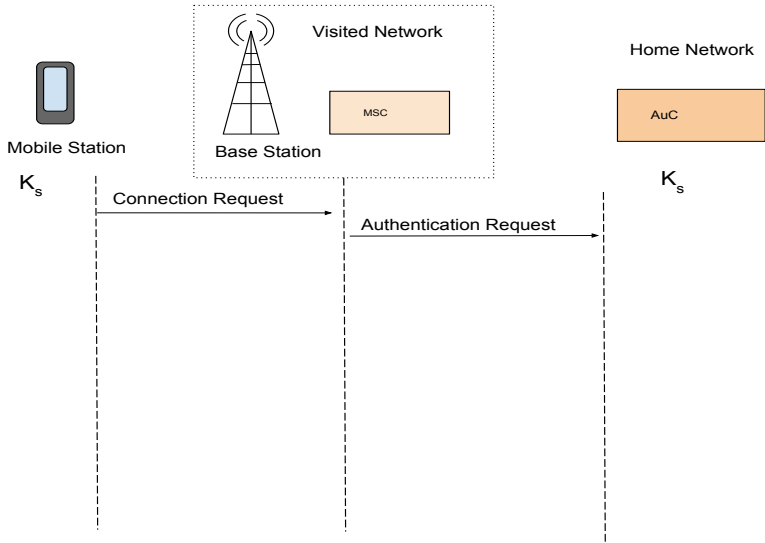 Visited Network
Home Network
MSC
AuC
Mobile Station
Base Station
Ks
Ks
Connection Request
Authentication Request